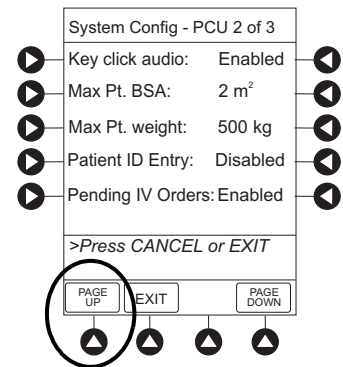 System Config - PCU 2 of 3
Key click audio: Enabled
Max Pt. BSA: 2 m²
Max Pt. weight: 500 kg
Patient ID Entry: Disabled
Pending IV Orders: Enabled
>Press CANCEL or EXIT
PAGE UP EXIT PAGE DOWN